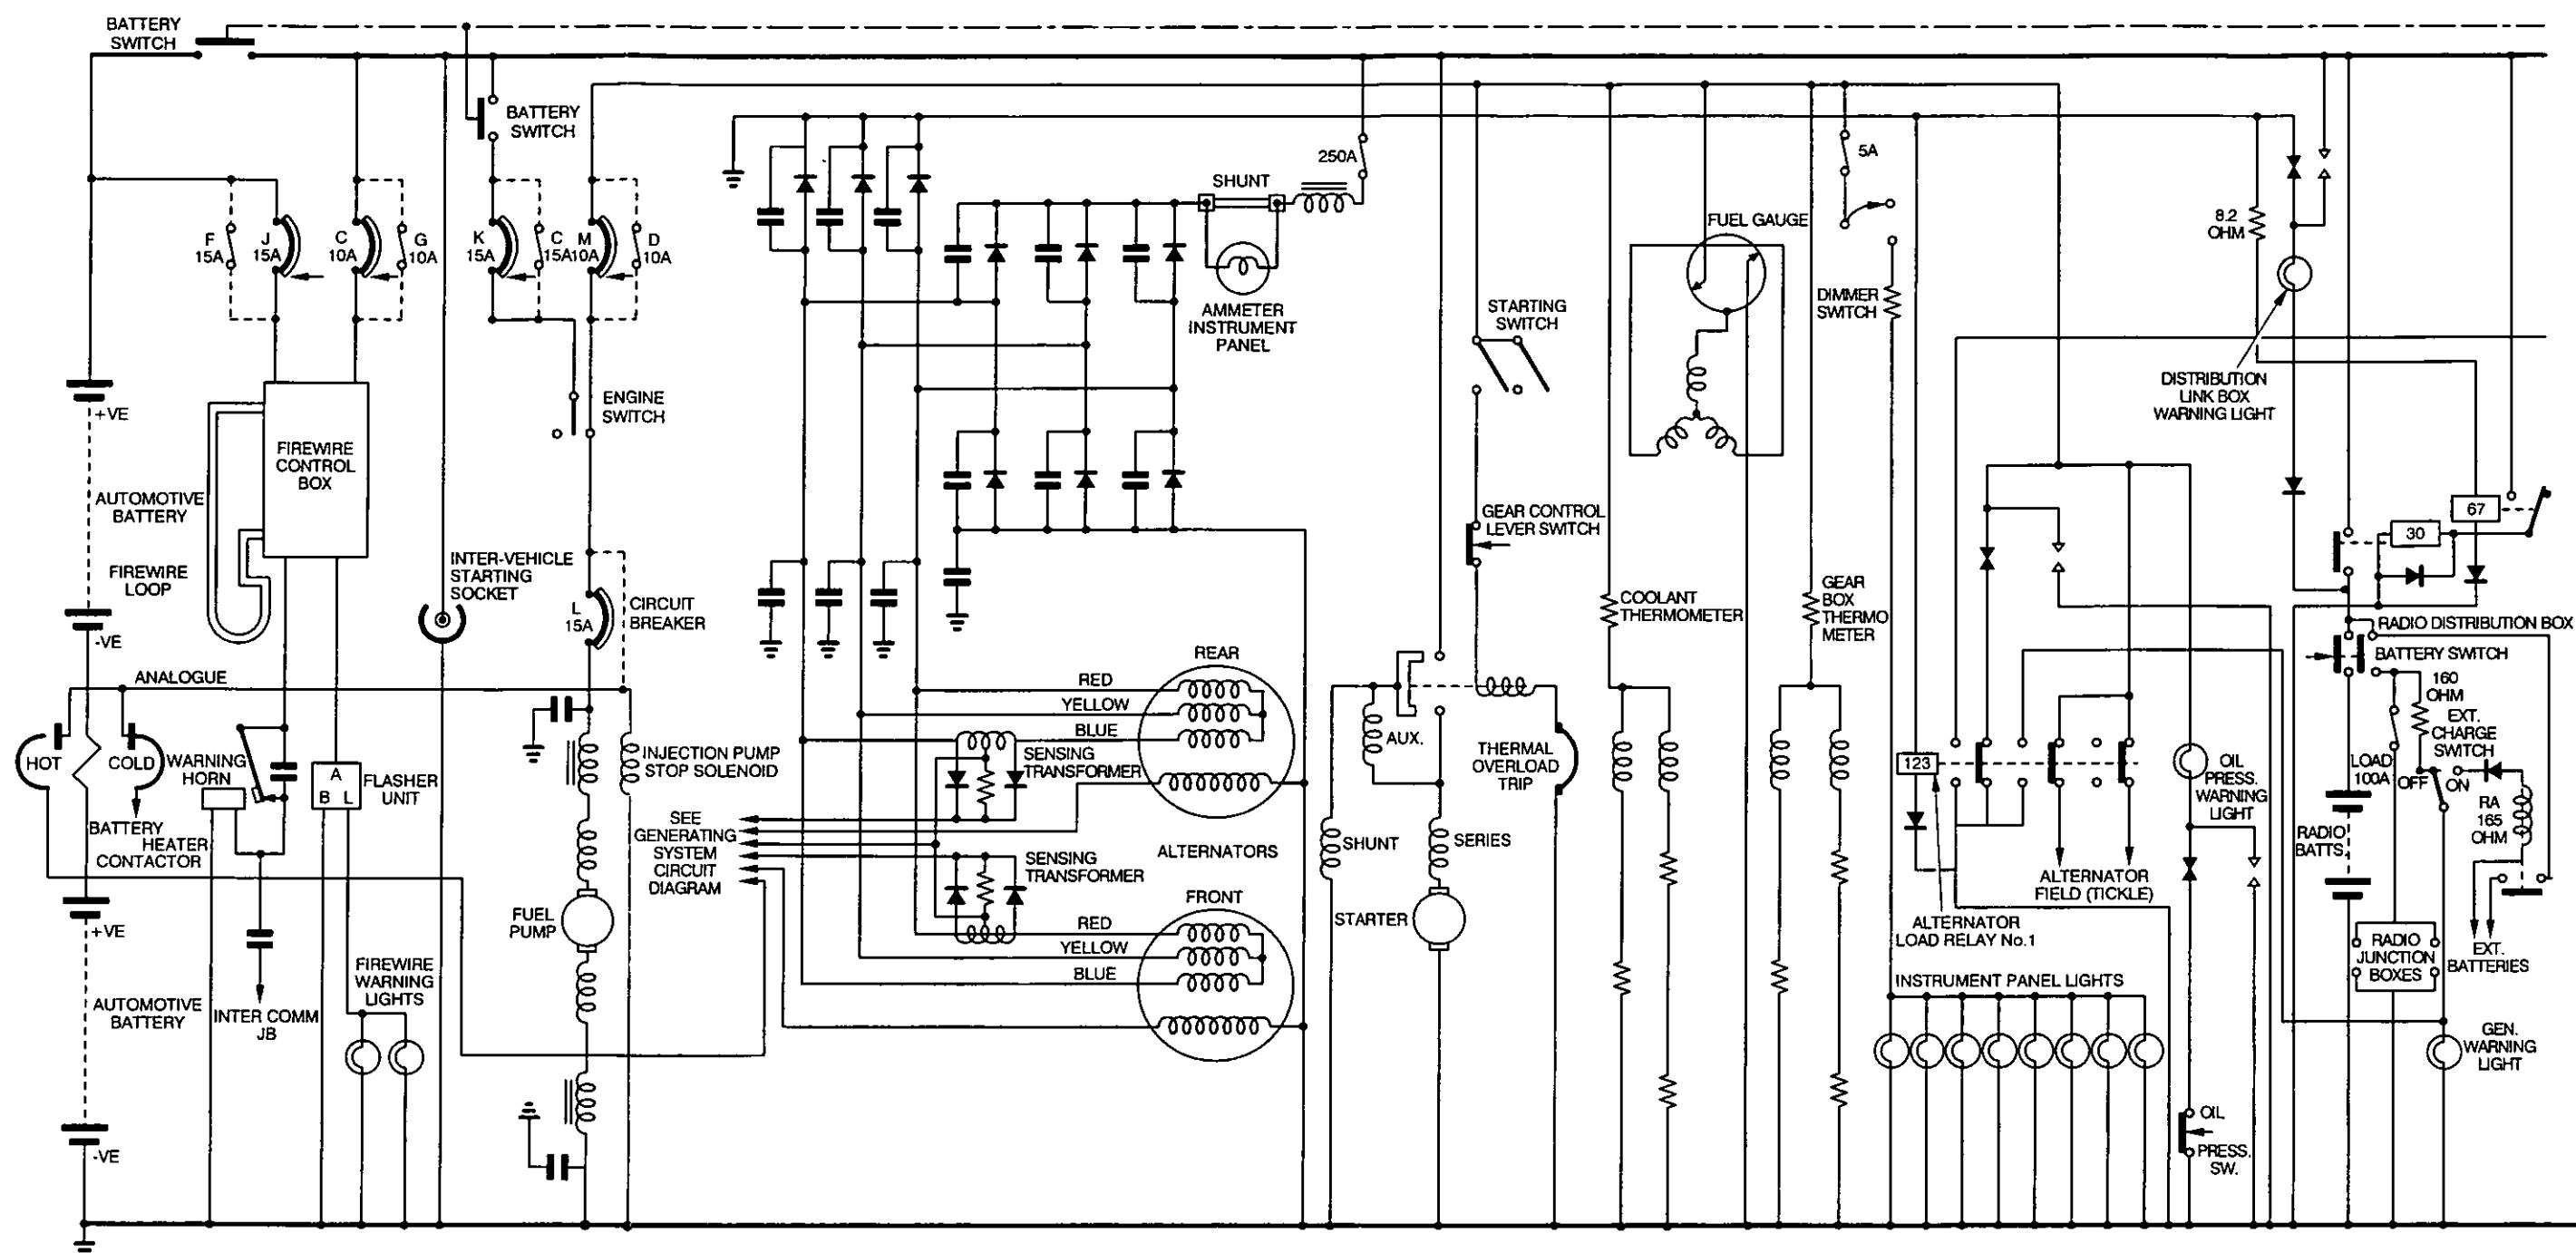 BATTERY
SWITCH
BATTERY
SWITCH
F
15A
J
15A
C
10A
G
10A
K
15A
C
15A
M
10A
D
10A
250A
SHUNT
AMMETER
INSTRUMENT
PANEL
5A
FUEL GAUGE
8.2
OHM
DIMMER
SWITCH
STARTING
SWITCH
DISTRIBUTION
LINK BOX
WARNING LIGHT
+VE
ENGINE
SWITCH
FIREWIRE
CONTROL
BOX
AUTOMOTIVE
BATTERY
FIREWIRE
LOOP
-VE
INTER-VEHICLE
STARTING
SOCKET
L
15A
CIRCUIT
BREAKER
GEAR CONTROL
LEVER SWITCH
COOLANT
THERMOMETER
GEAR
BOX
THERMO
METER
67
30
RADIO DISTRIBUTION BOX
BATTERY SWITCH
160
OHM
EXT.
CHARGE
SWITCH
LOAD
100A
OFF
ON
RA
165
OHM
ANALOGUE
HOT
COLD
BATTERY
HEATER
CONTACTOR
WARNING
HORN
A
B L
FLASHER
UNIT
INJECTION PUMP
STOP SOLENOID
REAR
RED
YELLOW
BLUE
SENSING
TRANSFORMER
SEE
GENERATING
SYSTEM
CIRCUIT
DIAGRAM
ALTERNATORS
SENSING
TRANSFORMER
FRONT
RED
YELLOW
BLUE
AUX.
THERMAL
OVERLOAD
TRIP
SHUNT
SERIES
STARTER
123
OIL
PRESS.
WARNING
LIGHT
ALTERNATOR
FIELD (TICKLE)
ALTERNATOR
LOAD RELAY No.1
RADIO
BATTS.
RADIO
JUNCTION
BOXES
EXT.
BATTERIES
INSTRUMENT PANEL LIGHTS
GEN.
WARNING
LIGHT
OIL
PRESS.
SW.
FUEL
PUMP
+VE
AUTOMOTIVE
BATTERY
-VE
INTER COMM
JB
FIREWIRE
WARNING
LIGHTS